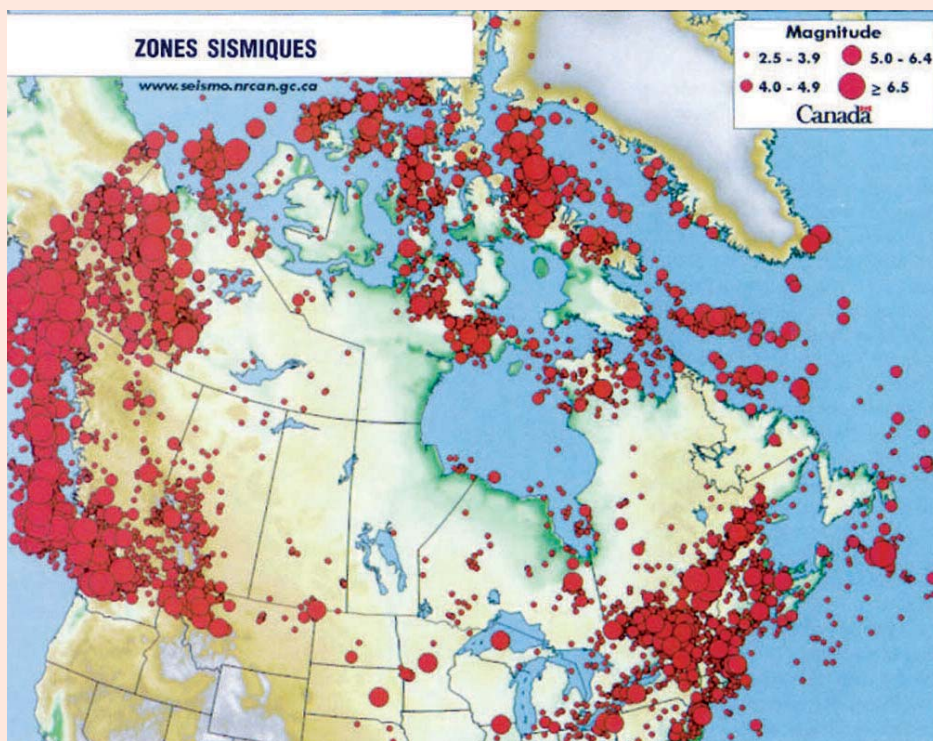 ZONES SISMIQUES
www.seismo.nrcan.gc.ca
Magnitude
2.5 - 3.9 5.0 - 6.4
4.0 - 4.9 ≥ 6.5
Canada